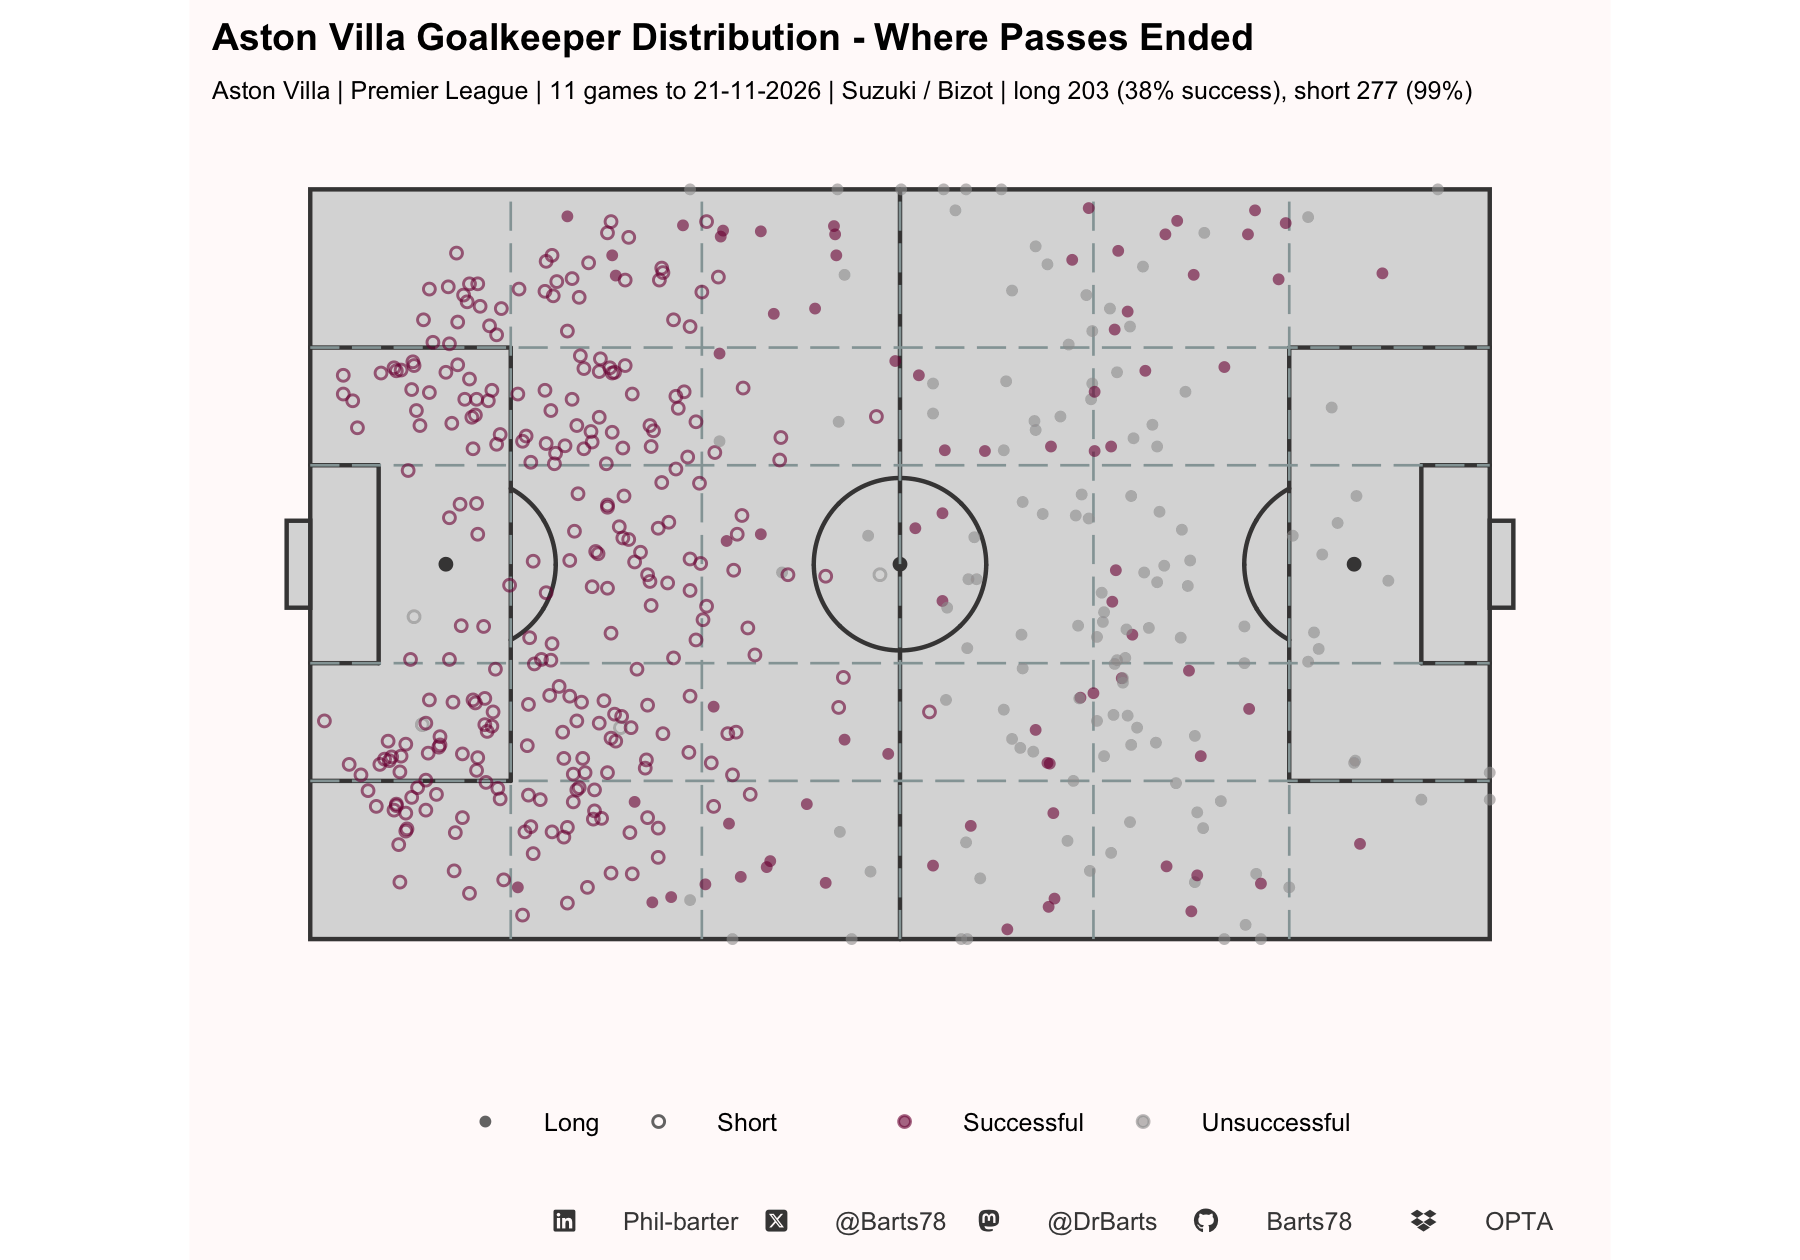 Aston Villa Goalkeeper Distribution - Where Passes Ended
Aston Villa | Premier League | 11 games to 21-11-2026 | Suzuki / Bizot | long 203 (38% success), short 277 (99%)
Long Short Successful Unsuccessful
Phil-barter @Barts78 @DrBarts Barts78 OPTA